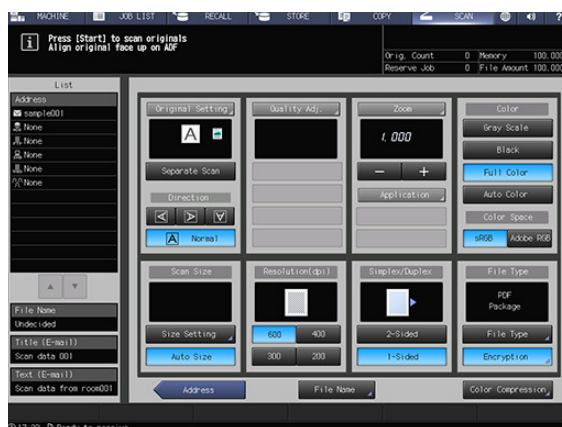 MACHINE JOB LIST RECALL STORE COPY SCAN ?
Press [Start] to scan originals
Align original face up on ADF
Orig. Count 0 Memory 100.000
Reserve Job 0 File Amount 100.000
List
Address
sample001
None
None
None
None
None
File Name
Undecided
Title (E-mail)
Scan data 001
Text (E-mail)
Scan data from room001
Original Setting
A
Separate Scan
Direction
A A A
A Normal
Quality Adj.
Zoom
1.000
− +
Application
Color
Gray Scale
Black
Full Color
Auto Color
Color Space
sRGB Adobe RGB
Scan Size
Size Setting
Auto Size
Resolution(dpi)
600 400
300 200
Simplex/Duplex
2-Sided
1-Sided
File Type
PDF
Package
File Type
Encryption
Address File Name Color Compression